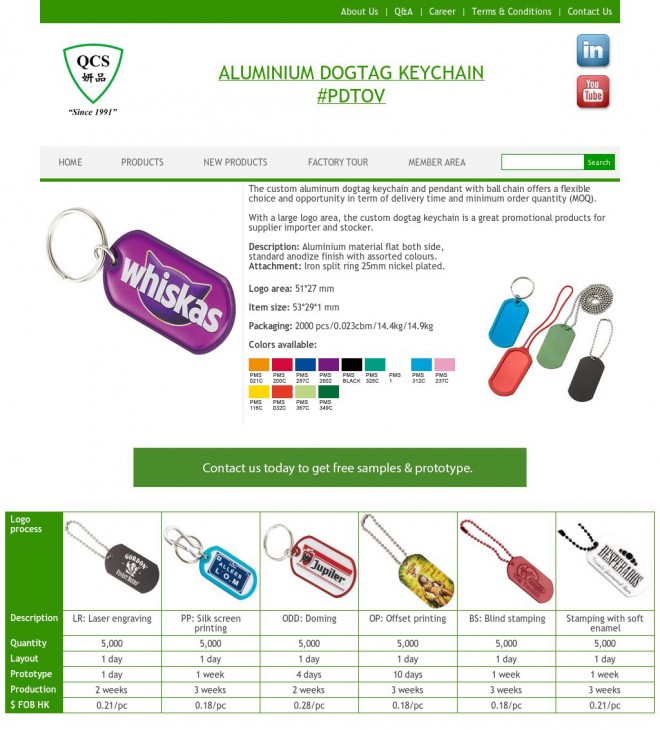 About Us | Q&A | Career | Terms & Conditions | Contact Us
QCS
妍品
“Since 1991”
ALUMINIUM DOGTAG KEYCHAIN
#PDTOV
in
You
Tube
HOME PRODUCTS NEW PRODUCTS FACTORY TOUR MEMBER AREA Search
The custom aluminum dogtag keychain and pendant with ball chain offers a flexible
choice and opportunity in term of delivery time and minimum order quantity (MOQ).
With a large logo area, the custom dogtag keychain is a great promotional products for
supplier importer and stocker.
Description: Aluminium material flat both side,
standard anodize finish with assorted colours.
Attachment: Iron split ring 25mm nickel plated.
Logo area: 51*27 mm
Item size: 53*29*1 mm
Packaging: 2000 pcs/0.023cbm/14.4kg/14.9kg
Colors available:
whiskas
PMS PMS PMS PMS PMS PMS PMS PMS PMS
021C 200C 287C 2602 BLACK 328C 1 312C 237C
PMS PMS PMS PMS
116C 032C 367C 349C
Contact us today to get free samples & prototype.
Logo
process
GORDON
ALLEES
L M
Jupiler
DESPERADOS
Description LR: Laser engraving PP: Silk screen printing ODD: Doming OP: Offset printing BS: Blind stamping Stamping with soft enamel
Quantity 5,000 5,000 5,000 5,000 5,000 5,000
Layout 1 day 1 day 1 day 1 day 1 day 1 day
Prototype 1 day 1 week 4 days 10 days 1 week 1 week
Production 2 weeks 3 weeks 2 weeks 3 weeks 3 weeks 3 weeks
$ FOB HK 0.21/pc 0.18/pc 0.28/pc 0.18/pc 0.18/pc 0.21/pc